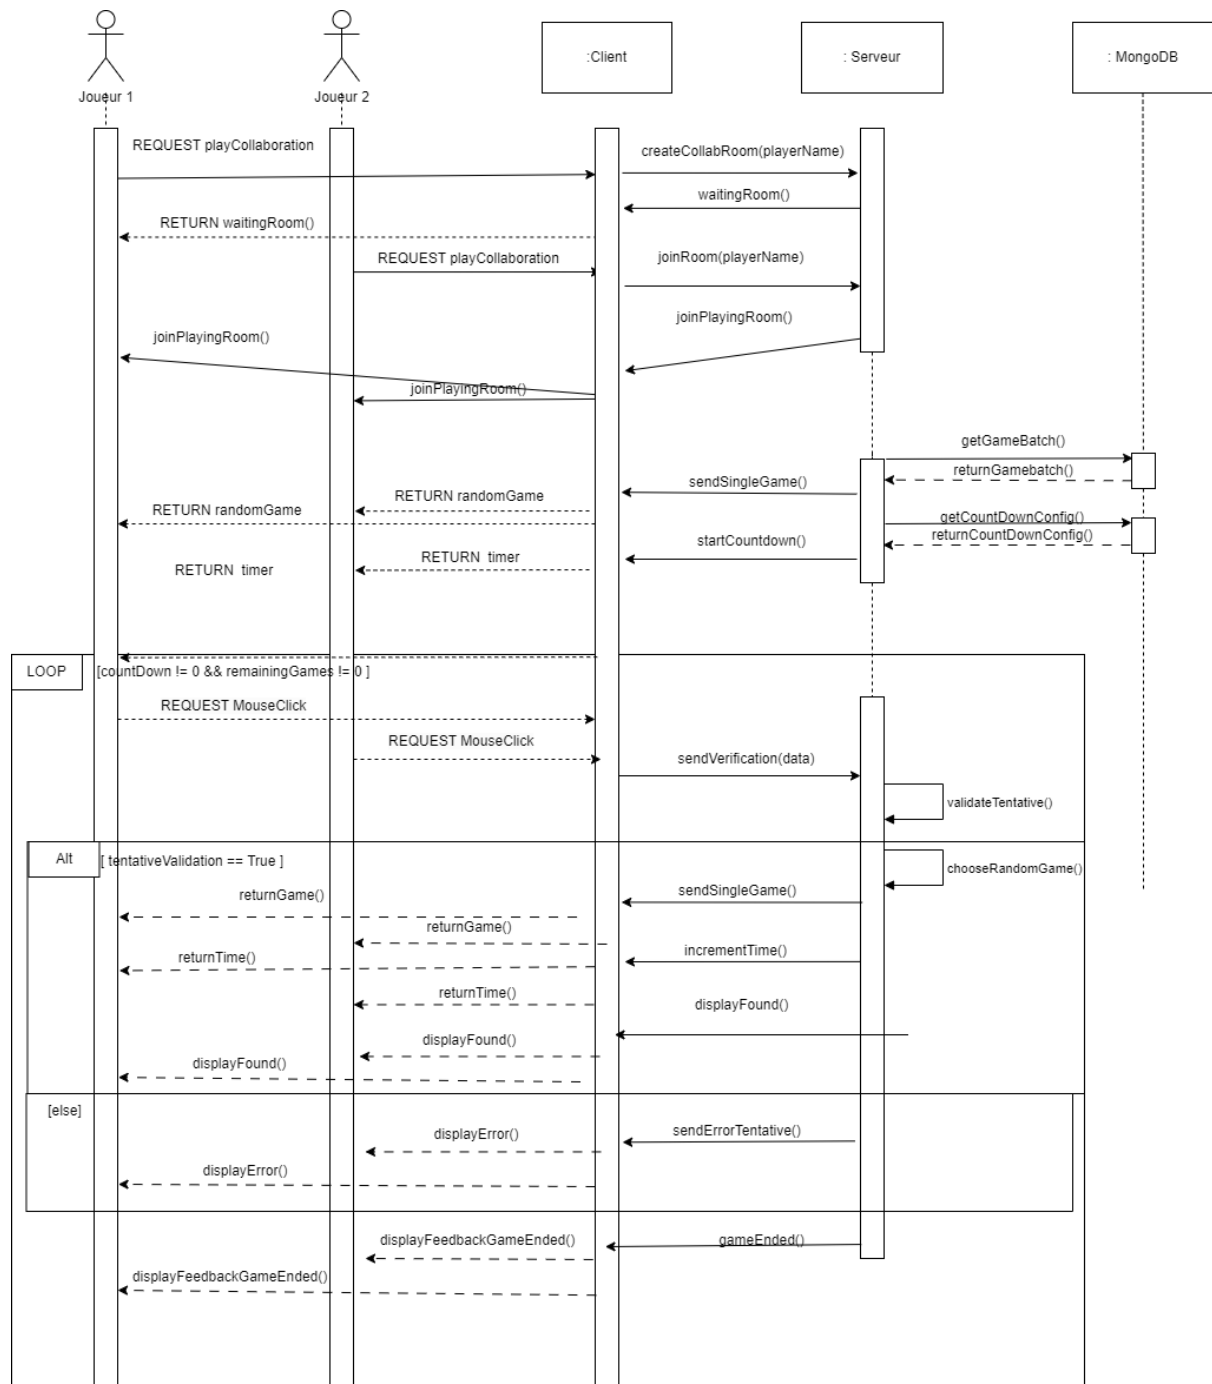 Joueur 1
Joueur 2
:Client
: Serveur
: MongoDB
REQUEST playCollaboration
createCollabRoom(playerName)
waitingRoom()
RETURN waitingRoom()
REQUEST playCollaboration
joinRoom(playerName)
joinPlayingRoom()
joinPlayingRoom()
joinPlayingRoom()
getGameBatch()
returnGamebatch()
sendSingleGame()
RETURN randomGame
RETURN randomGame
getCountDownConfig()
returnCountDownConfig()
startCountdown()
RETURN timer
RETURN timer
LOOP
[countDown != 0 && remainingGames != 0 ]
REQUEST MouseClick
REQUEST MouseClick
sendVerification(data)
validateTentative()
Alt
[ tentativeValidation == True ]
chooseRandomGame()
sendSingleGame()
returnGame()
returnGame()
incrementTime()
returnTime()
returnTime()
displayFound()
displayFound()
displayFound()
[else]
sendErrorTentative()
displayError()
displayError()
gameEnded()
displayFeedbackGameEnded()
displayFeedbackGameEnded()